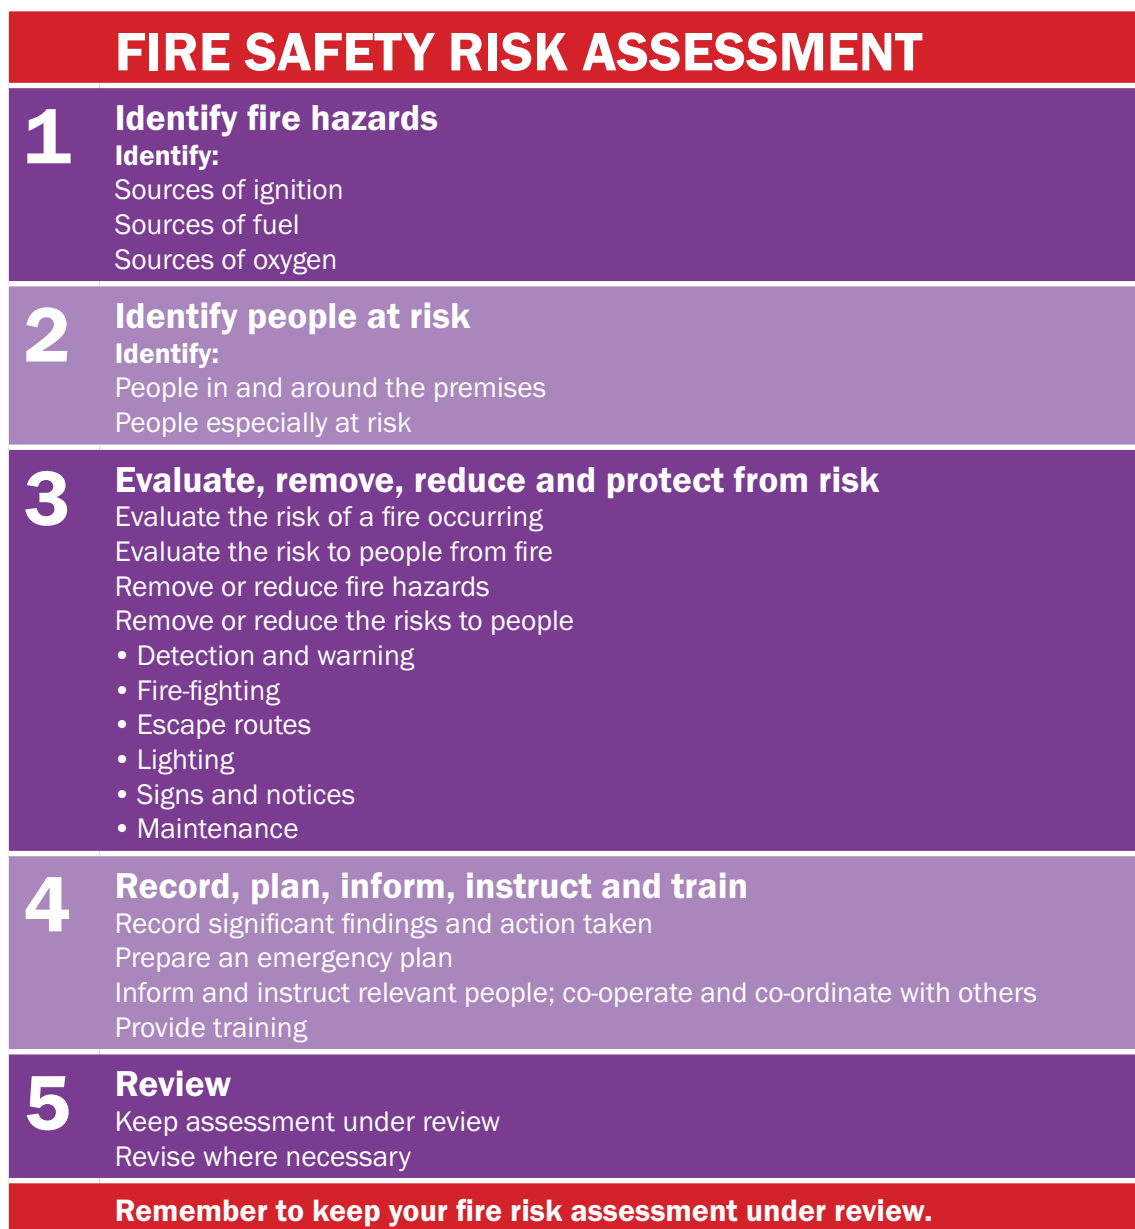 FIRE SAFETY RISK ASSESSMENT
1
Identify fire hazards
Identify:
Sources of ignition
Sources of fuel
Sources of oxygen
2
Identify people at risk
Identify:
People in and around the premises
People especially at risk
3
Evaluate, remove, reduce and protect from risk
Evaluate the risk of a fire occurring
Evaluate the risk to people from fire
Remove or reduce fire hazards
Remove or reduce the risks to people
• Detection and warning
• Fire-fighting
• Escape routes
• Lighting
• Signs and notices
• Maintenance
4
Record, plan, inform, instruct and train
Record significant findings and action taken
Prepare an emergency plan
Inform and instruct relevant people; co-operate and co-ordinate with others
Provide training
5
Review
Keep assessment under review
Revise where necessary
Remember to keep your fire risk assessment under review.